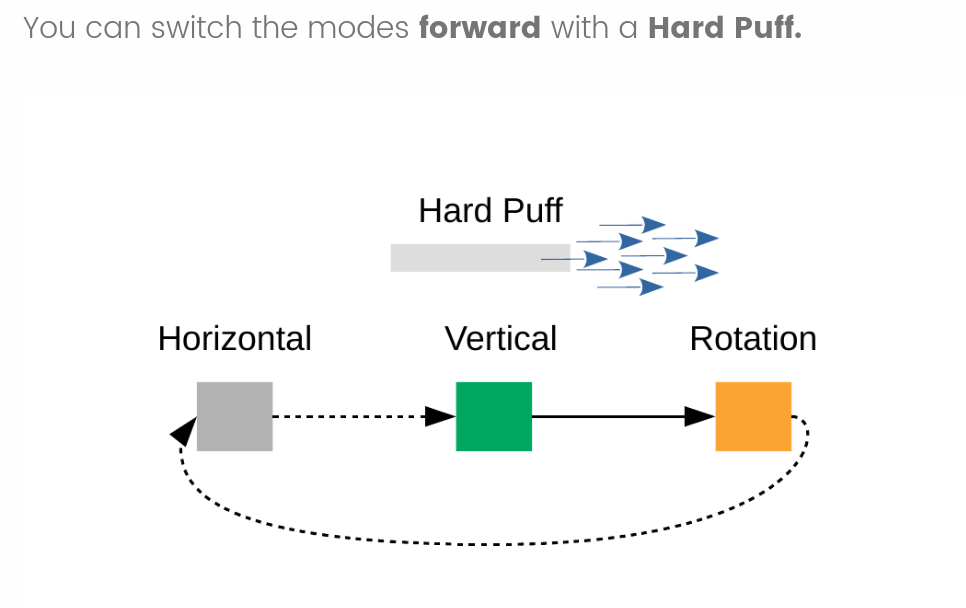 You can switch the modes forward with a Hard Puff.
Hard Puff
Horizontal Vertical Rotation